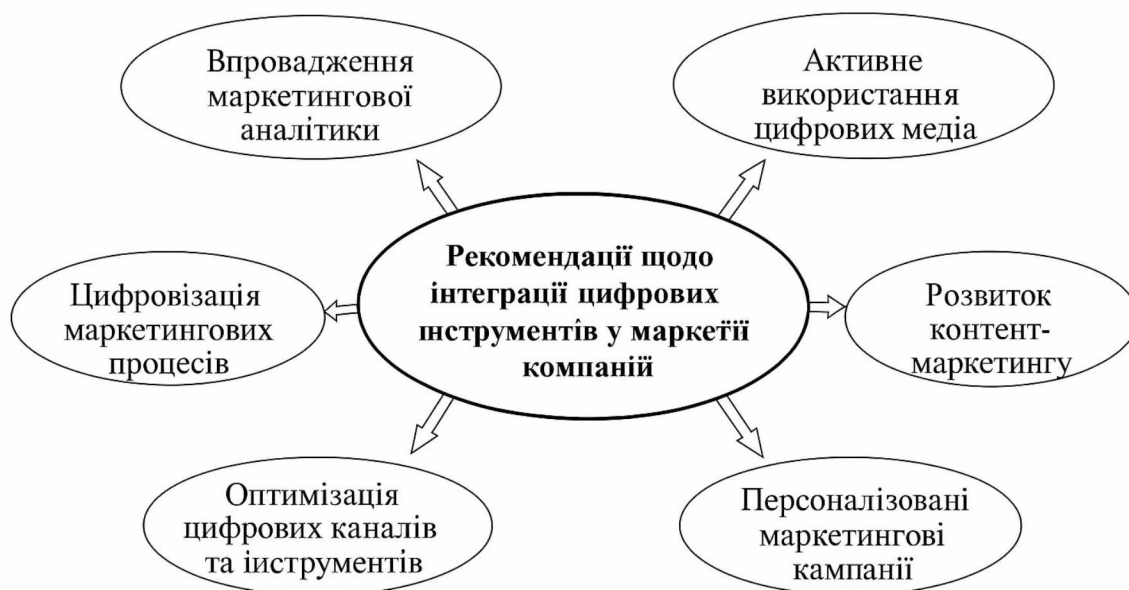 Впровадження
маркетингової
аналітики
Активне
використання
цифрових медіа
Рекомендації щодо
інтеграції цифрових
інструментів у маркетії
компаній
Цифровізація
маркетингових
процесів
Розвиток
контент-
маркетингу
Оптимізація
цифрових каналів
та іиструментів
Персоналізовані
маркетингові
кампанії